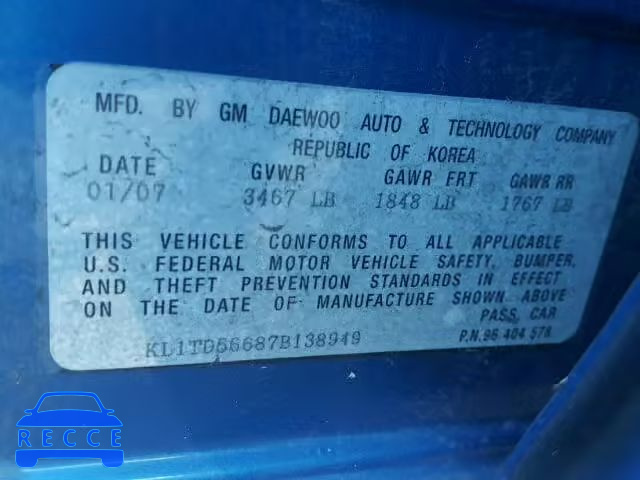 MFD. BY GM DAEWOO AUTO & TECHNOLOGY COMPANY
REPUBLIC OF KOREA
DATE GVWR GAWR FRT GAWR RR
01/07 3467 LB 1848 LB 1767 LB
THIS VEHICLE CONFORMS TO ALL APPLICABLE
U.S. FEDERAL MOTOR VEHICLE SAFETY, BUMPER,
AND THEFT PREVENTION STANDARDS IN EFFECT
ON THE DATE OF MANUFACTURE SHOWN ABOVE
PASS. CAR
KL1TD56687B138949 P.N.96 404 578
RECCE